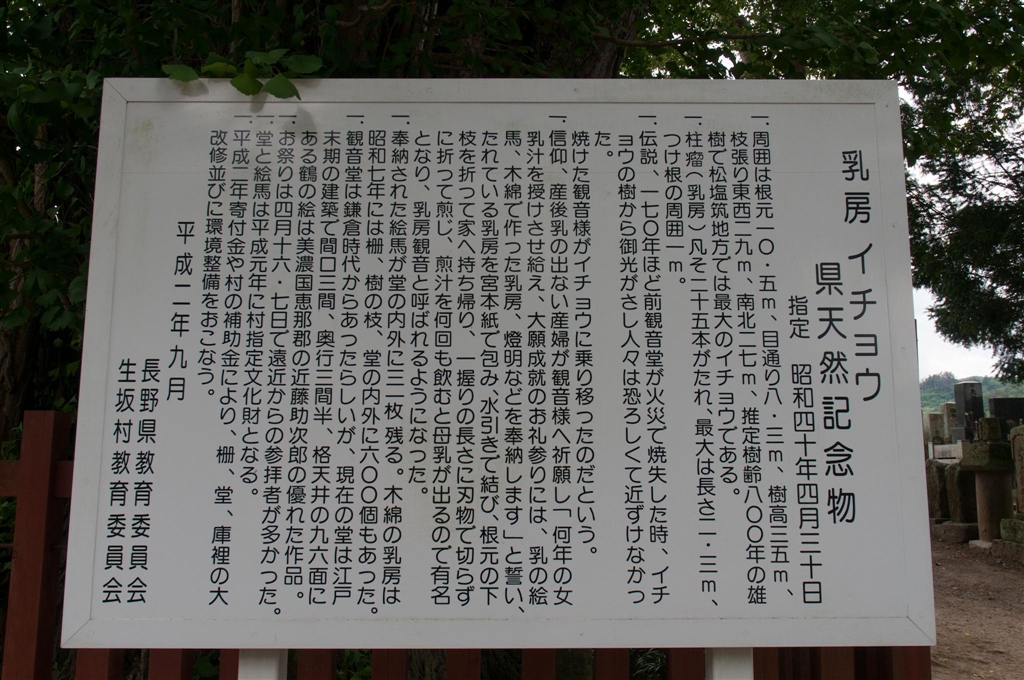 乳房 イチョウ
県天然記念物
指定 昭和四十年四月三十日
一、周囲は根元一〇・五m、目通り八・三m、樹高三五m、
枝張り東西二九m、南北二七m、推定樹齢八〇〇年の雄
樹で松塩筑地方では最大のイチョウである。
一、柱瘤(乳房)凡そ二十五本がたれ、最大は長さ二・三m、
つけ根の周囲一m。
一、伝説、一七〇年ほど前観音堂が火災で焼失した時、イチ
ョウの樹から御光がさし人々は恐ろしくて近ずけなかっ
た。
焼けた観音様がイチョウに乗り移ったのだという。
一、信仰、産後乳の出ない産婦が観音様へ祈願し「何年の女
乳汁を授けさせ給え、大願成就のお礼参りには、乳の絵
馬、木綿で作った乳房、燈明などを奉納します」と誓い、
たれている乳房を宮本紙で包み、水引きで結び、根元の下
枝を折って家へ持ち帰り、一握りの長さに刃物で切らず
に折って煎じ、煎汁を何回も飲むと母乳が出るので有名
となり、乳房観音と呼ばれるようになった。
一、奉納された絵馬が堂の内外に三一枚残る。木綿の乳房は
昭和七年には柵、樹の枝、堂の内外に六〇〇個もあった。
一、観音堂は鎌倉時代からあったらしいが、現在の堂は江戸
末期の建築で間口三間、奥行三間半、格天井の九六面に
ある鶴の絵は美濃国恵那郡の近藤助次郎の優れた作品。
一、お祭りは四月十六・七日で遠近からの参拝者が多かった。
一、堂と絵馬は平成元年に村指定文化財となる。
一、平成二年寄付金や村の補助金により、柵、堂、庫裡の大
改修並びに環境整備をおこなう。
平成二年九月
長野県教育委員会
生坂村教育委員会